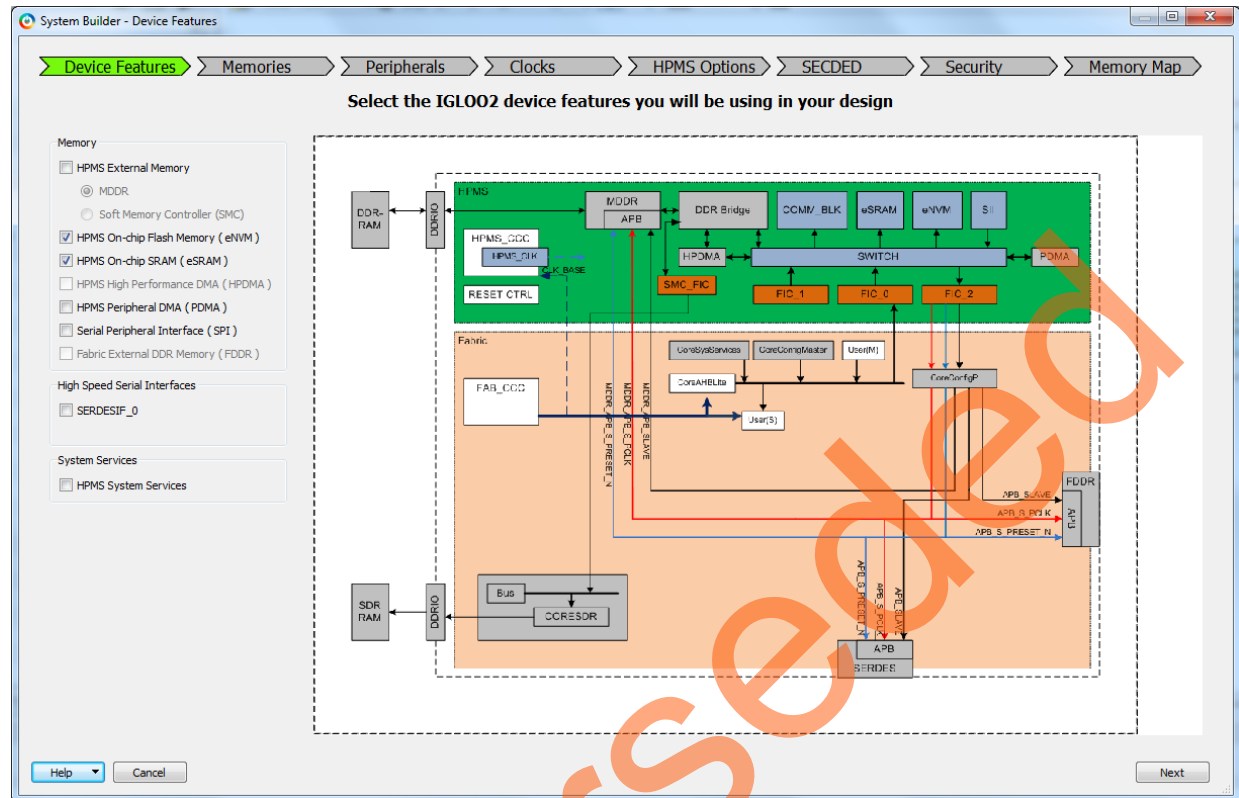 System Builder - Device Features
Device Features
Memories
Peripherals
Clocks
HPMS Options
SECDED
Security
Memory Map
Select the IGLOO2 device features you will be using in your design
Memory
HPMS External Memory
MDDR
Soft Memory Controller (SMC)
HPMS On-chip Flash Memory ( eNVM )
HPMS On-chip SRAM ( eSRAM )
HPMS High Performance DMA ( HPDMA )
HPMS Peripheral DMA ( PDMA )
Serial Peripheral Interface ( SPI )
Fabric External DDR Memory ( FDDR )
High Speed Serial Interfaces
SERDESIF_0
System Services
HPMS System Services
HPMS
DDR-
RAM
DDRIO
MDDR
APB
DDR Bridge
COMM_BLK
eSRAM
eNVM
SII
HPMS_CCC
HPMS_CLK
CLK_BASE
HPDMA
SWITCH
PDMA
RESET CTRL
SMC_FIC
FIC_1
FIC_0
FIC_2
Fabric
CoreSysServices
CoreConfigMaster
User(M)
FAB_CCC
CoreAHBLite
CoreConfigP
User(S)
MDDR_APB_S_PRESET_N
MDDR_APB_S_PCLK
MDDR_APB_SLAVE
FDDR
APB
APB_SLAVE
APB_S_PCLK
APB_S_PRESET_N
SDR
RAM
DDRIO
Bus
CORESDR
APB_S_PRESET_N
APB_S_PCLK
APB_SLAVE
APB
SERDES
Help
Cancel
Next
seded